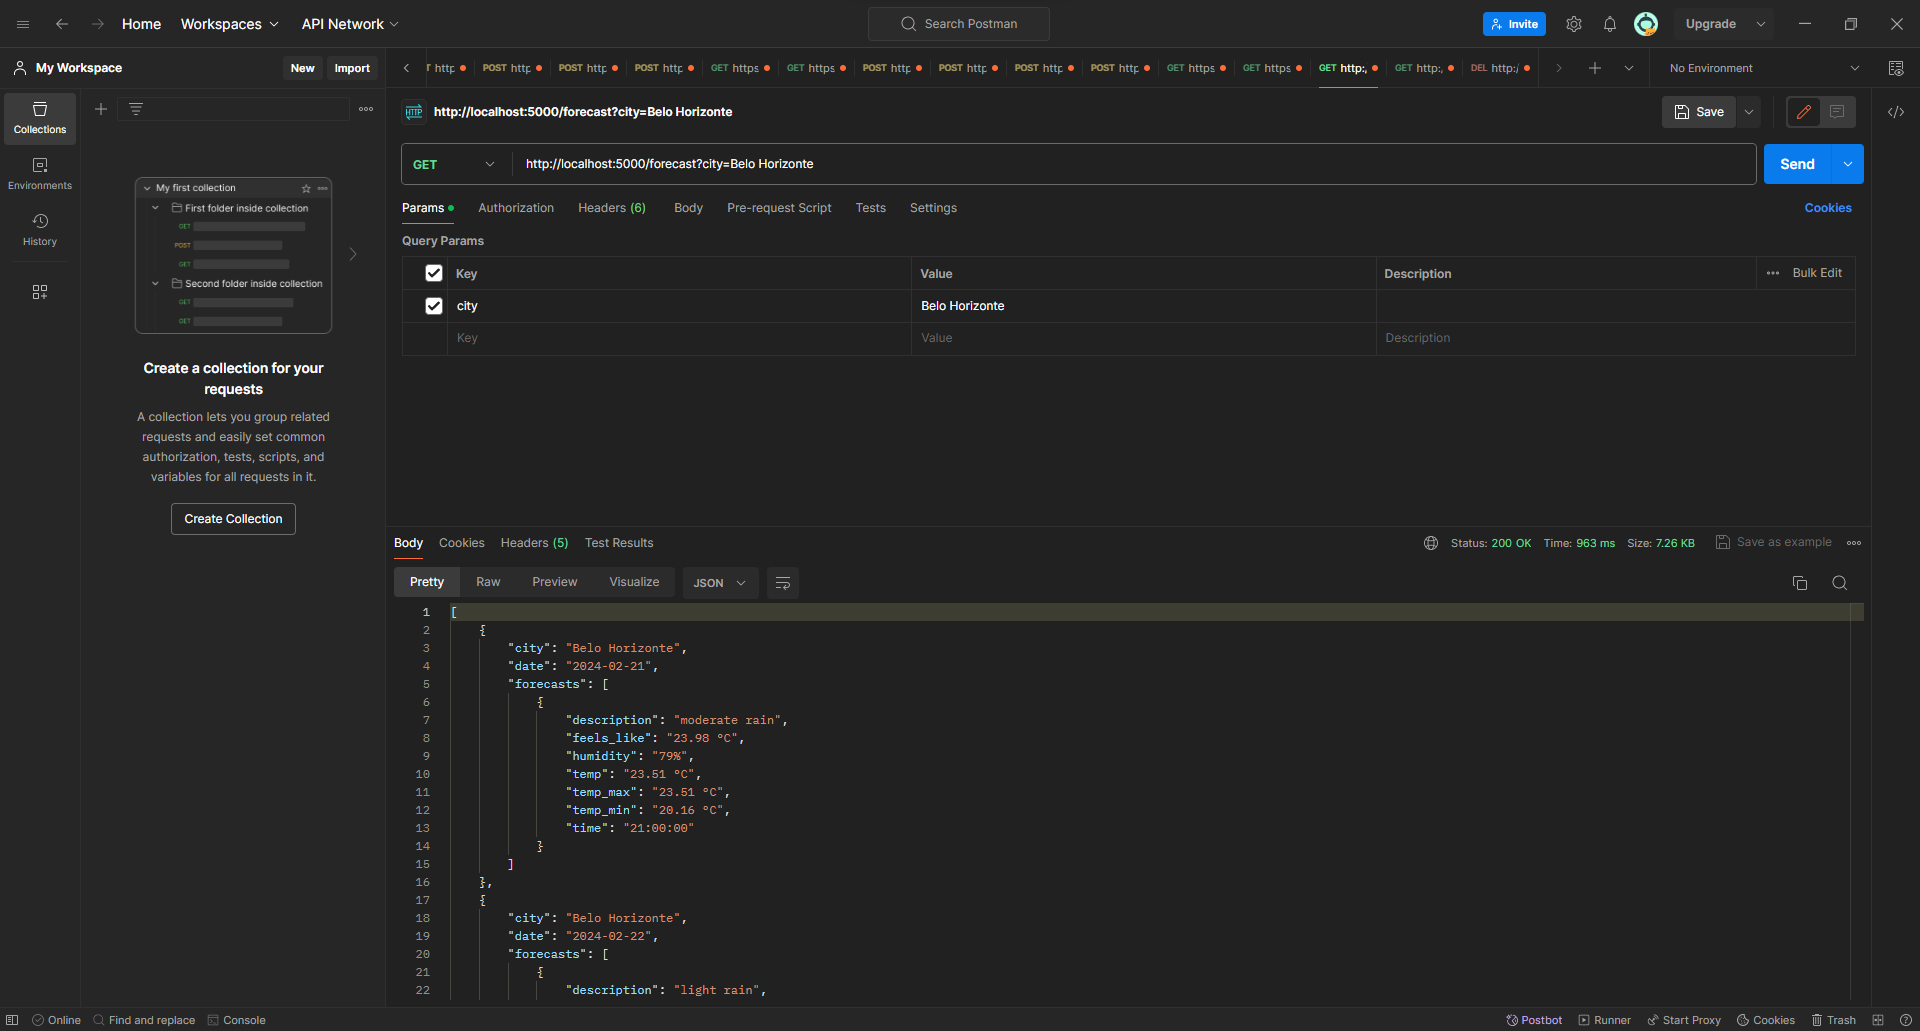 Home Workspaces API Network Search Postman Invite Upgrade
My Workspace New Import
T http POST http POST http POST http GET https GET https POST http POST http POST http POST http GET https GET https GET http:, GET http:, DEL http:/ No Environment
Collections
Environments
History
My first collection
First folder inside collection
GET
POST
GET
Second folder inside collection
GET
GET
Create a collection for your
requests
A collection lets you group related
requests and easily set common
authorization, tests, scripts, and
variables for all requests in it.
Create Collection
HTTP http://localhost:5000/forecast?city=Belo Horizonte Save
GET http://localhost:5000/forecast?city=Belo Horizonte Send
Params Authorization Headers (6) Body Pre-request Script Tests Settings Cookies
Query Params
Key Value Description Bulk Edit
city Belo Horizonte
Key Value Description
Body Cookies Headers (5) Test Results Status: 200 OK Time: 963 ms Size: 7.26 KB Save as example
Pretty Raw Preview Visualize JSON
1 [
2 {
3 "city": "Belo Horizonte",
4 "date": "2024-02-21",
5 "forecasts": [
6 {
7 "description": "moderate rain",
8 "feels_like": "23.98 ºC",
9 "humidity": "79%",
10 "temp": "23.51 ºC",
11 "temp_max": "23.51 ºC",
12 "temp_min": "20.16 ºC",
13 "time": "21:00:00"
14 }
15 ]
16 },
17 {
18 "city": "Belo Horizonte",
19 "date": "2024-02-22",
20 "forecasts": [
21 {
22 "description": "light rain",
Online Find and replace Console Postbot Runner Start Proxy Cookies Trash